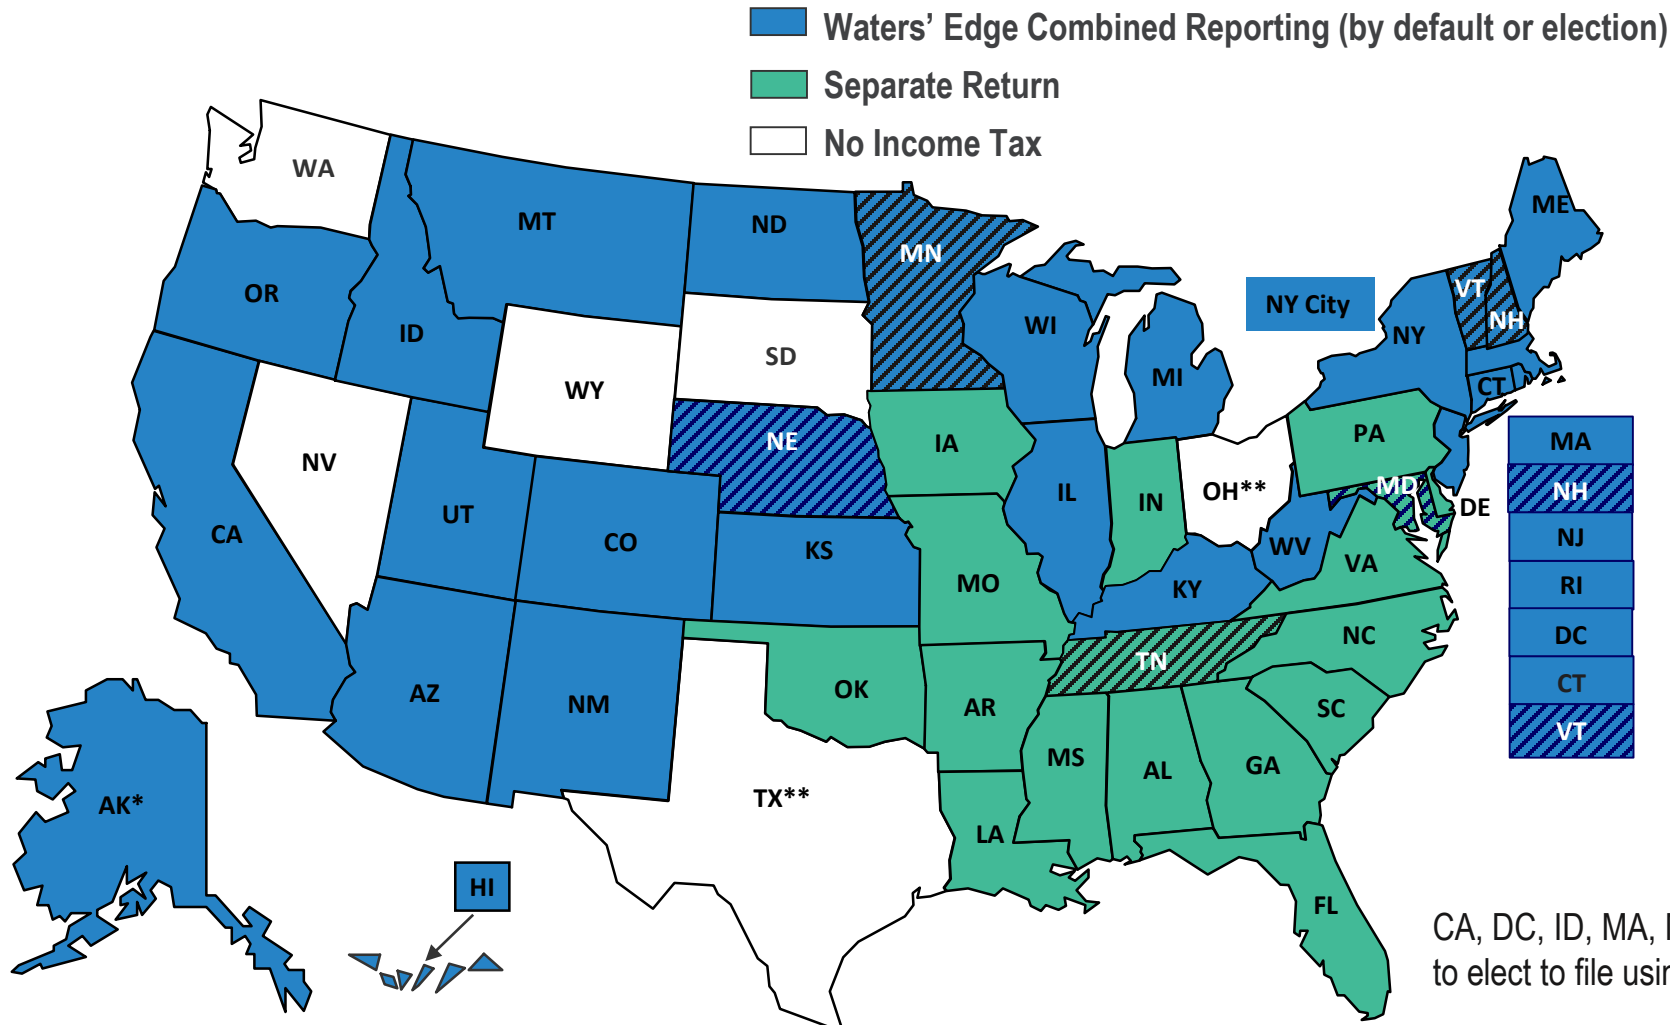 Waters' Edge Combined Reporting (by default or election)
Separate Return
No Income Tax
WA
MT
ND
MN
ME
OR
ID
SD
WI
NY City
VT
NH
NY
WY
MI
CT
NV
NE
IA
PA
MA
UT
IL
IN
OH**
MD
DE
NH
CA
CO
KS
WV
NJ
MO
KY
VA
RI
AZ
NM
OK
AR
TN
NC
DC
SC
CT
AK*
TX**
MS
AL
GA
VT
LA
HI
FL
CA, DC, ID, MA,
to elect to file